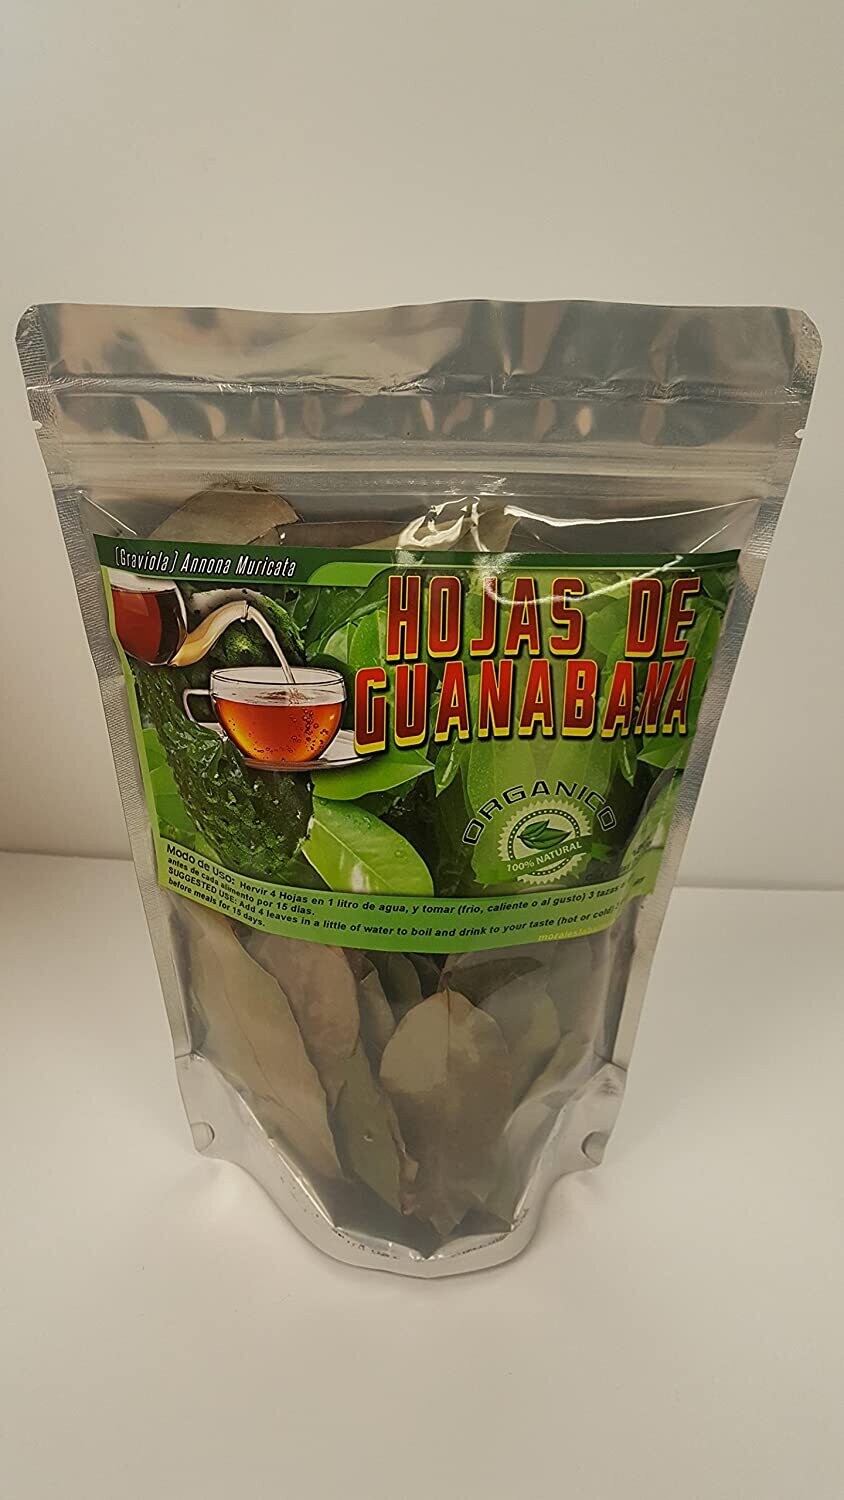 (Graviola) Annona Muricata
HOJAS DE
GUANABANA
ORGANICO
100% NATURAL
Modo de uso: Hervir 4 Hojas en 1 litro de agua, y tomar (frio, caliente o al gusto) 3 tazas
antes de cada alimento por 15 dias.
SUGGESTED USE: Add 4 leaves in a little of water to boil and drink to your taste (hot or cold)
before meals for 15 days.